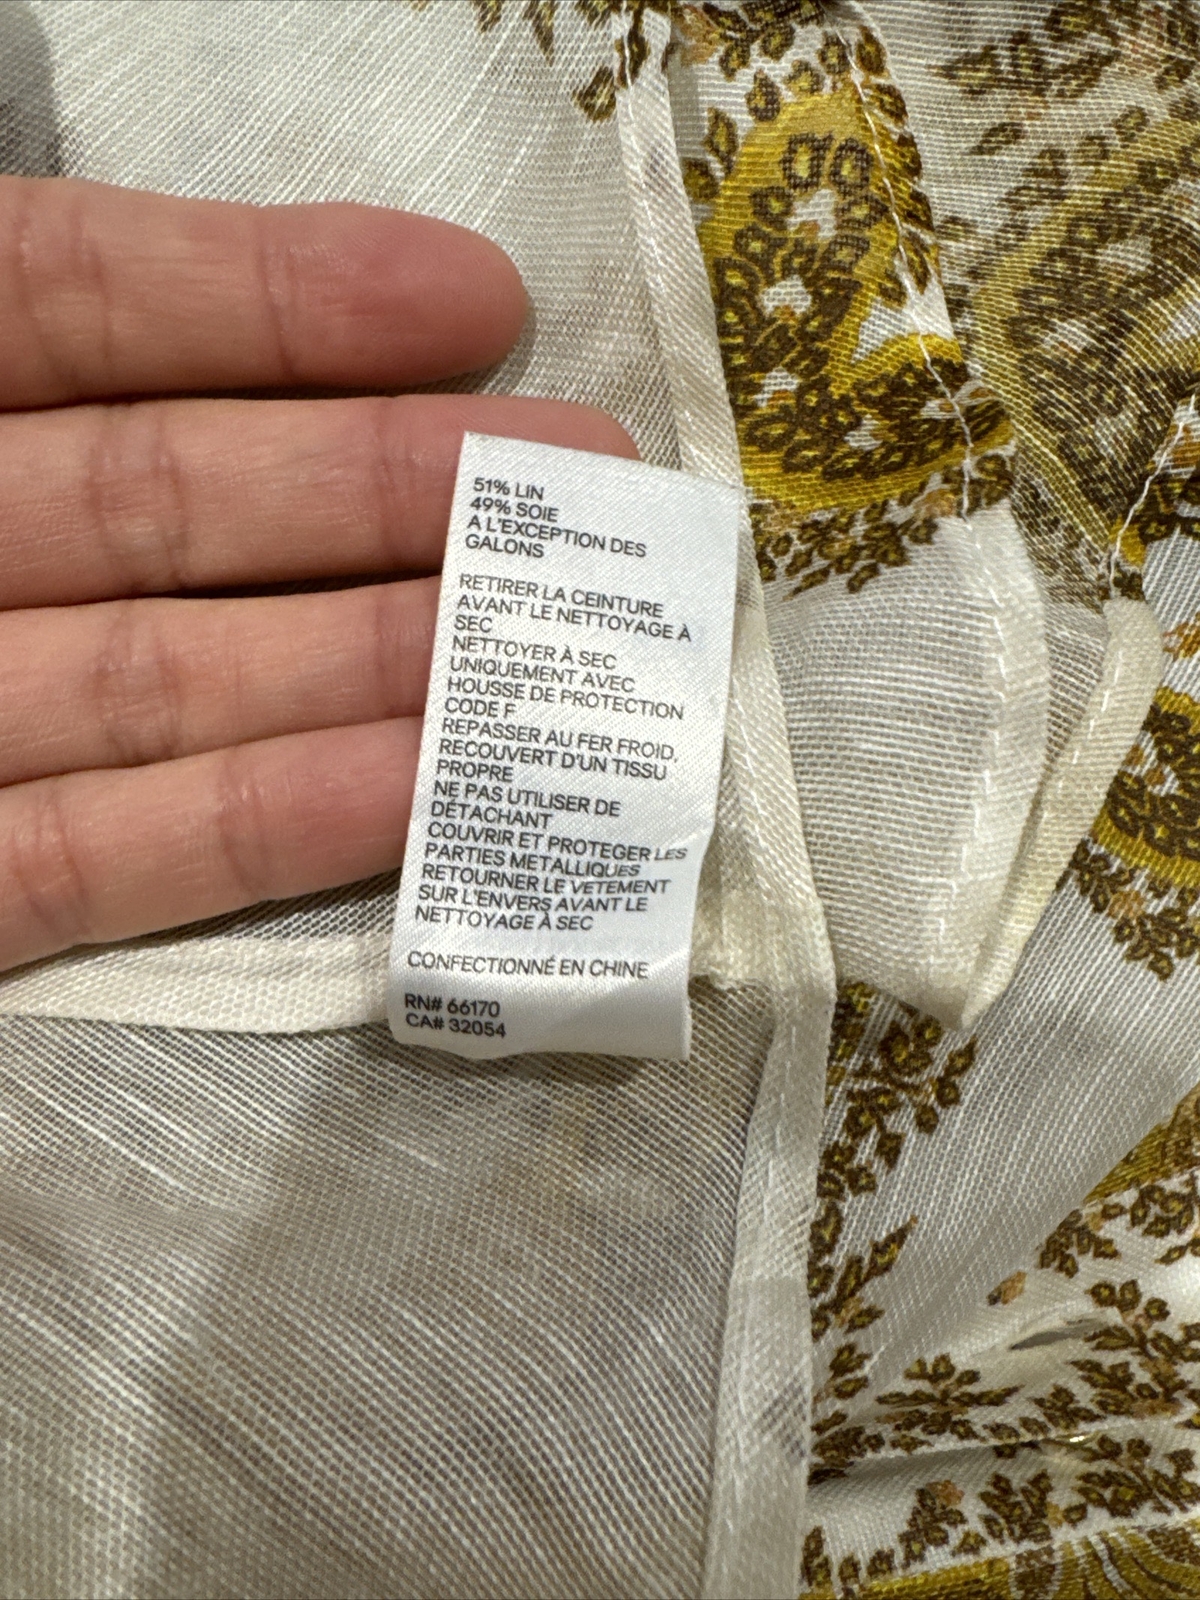 51% LIN
49% SOIE
A L'EXCEPTION DES
GALONS
RETIRER LA CEINTURE
AVANT LE NETTOYAGE À
SEC
NETTOYER À SEC
UNIQUEMENT AVEC
HOUSSE DE PROTECTION
CODE F
REPASSER AU FER FROID,
RECOUVERT D'UN TISSU
PROPRE
NE PAS UTILISER DE
DÉTACHANT
COUVRIR ET PROTEGER LES
PARTIES METALLIQUES
RETOURNER LE VETEMENT
SUR L'ENVERS AVANT LE
NETTOYAGE À SEC
CONFECTIONNÉ EN CHINE
RN# 66170
CA# 32054